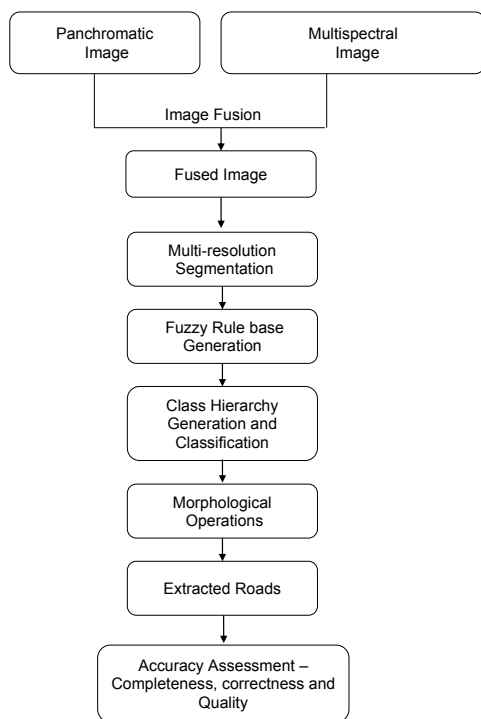 Panchromatic
Image
Multispectral
Image
Image Fusion
Fused Image
Multi-resolution
Segmentation
Fuzzy Rule base
Generation
Class Hierarchy
Generation and
Classification
Morphological
Operations
Extracted Roads
Accuracy Assessment –
Completeness, correctness and
Quality